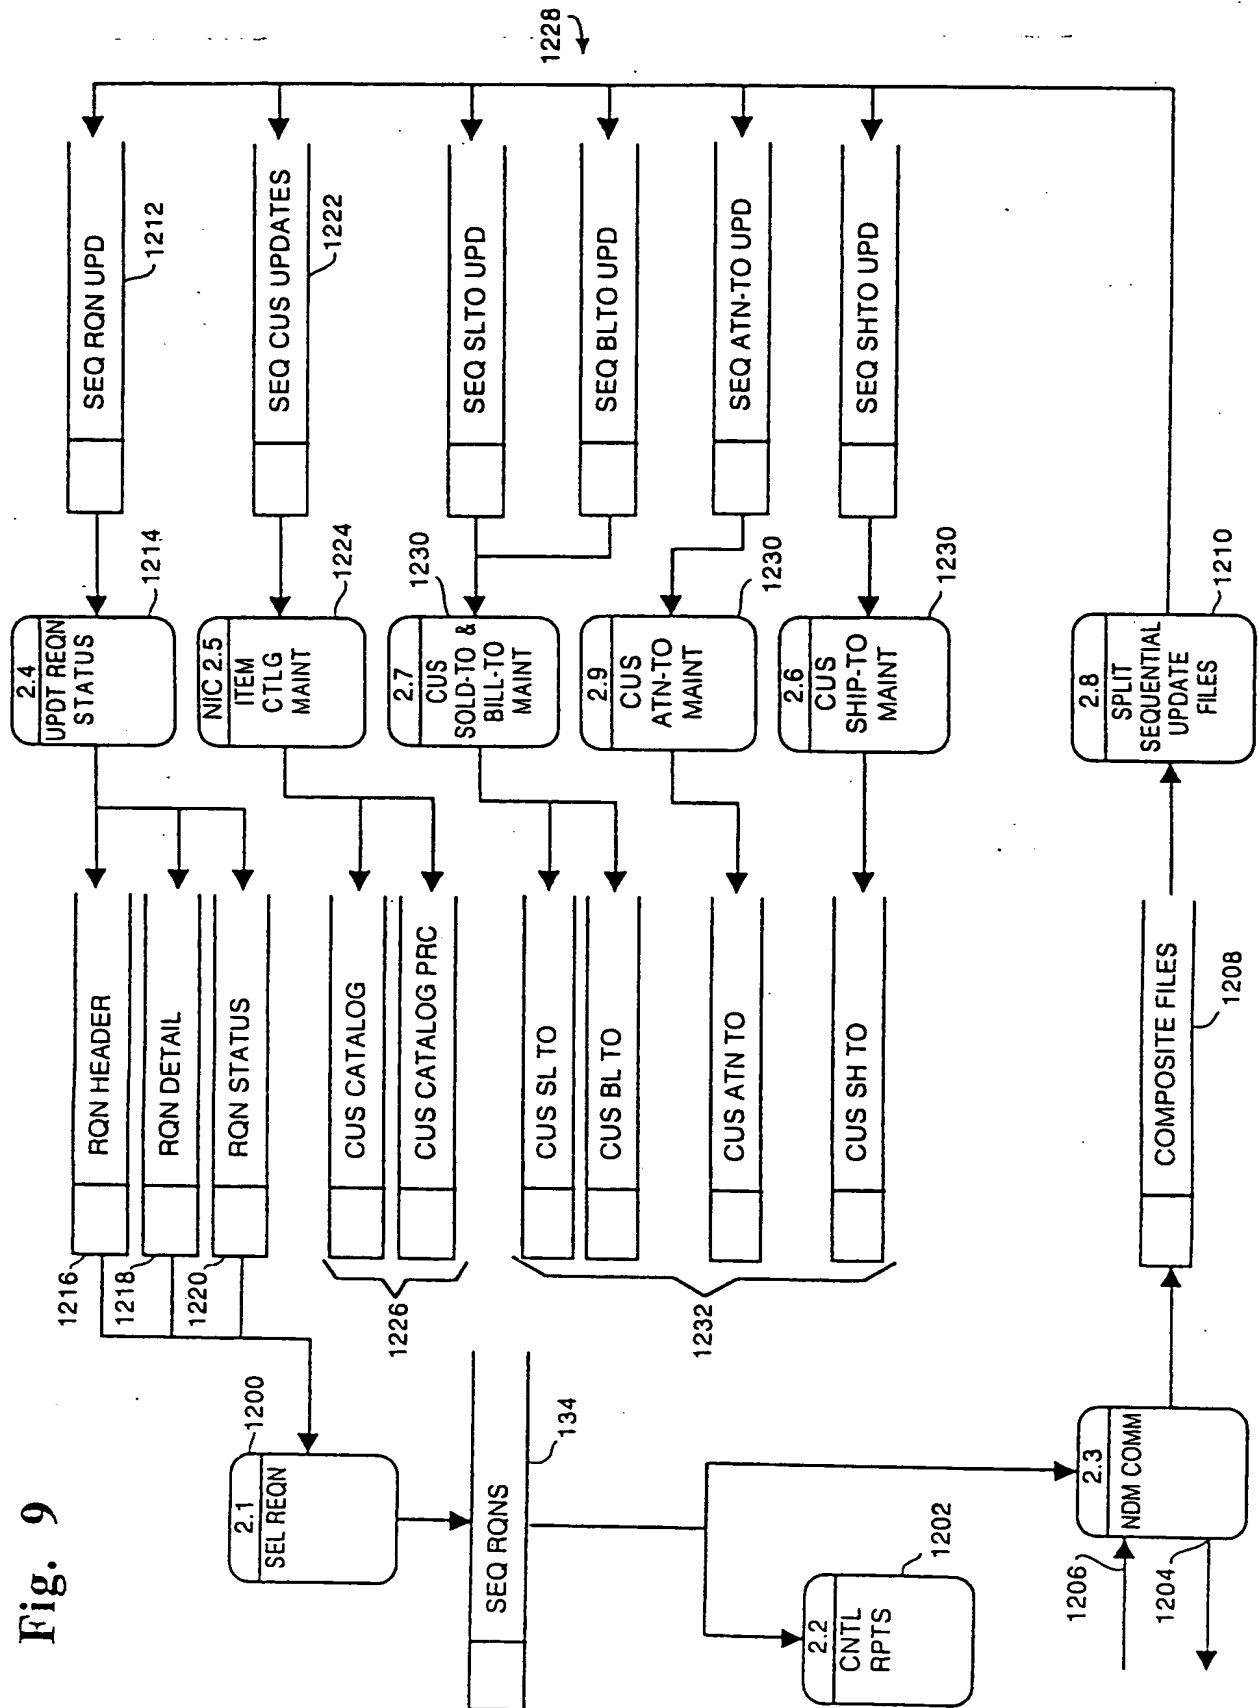 Fig. 9
2.1
SEL REQN
1200
SEQ RQNS
134
2.2
CNTL
RPTS
1202
2.3
NDM COMM
1206
1204
1216
1218
1220
RQN HEADER
RQN DETAIL
RQN STATUS
1226
CUS CATALOG
CUS CATALOG PRC
1232
CUS SL TO
CUS BL TO
CUS ATN TO
CUS SH TO
COMPOSITE FILES
1208
2.4
UPDT REQN
STATUS
1214
NIC 2.5
ITEM
CTLG
MAINT
1224
2.7
CUS
SOLD-TO &
BILL-TO
MAINT
1230
2.9
CUS
ATN-TO
MAINT
1230
2.6
CUS
SHIP-TO
MAINT
1230
2.8
SPLIT
SEQUENTIAL
UPDATE
FILES
1210
SEQ RQN UPD
1212
SEQ CUS UPDATES
1222
SEQ SLTO UPD
SEQ BLTO UPD
SEQ ATN-TO UPD
SEQ SHTO UPD
1228